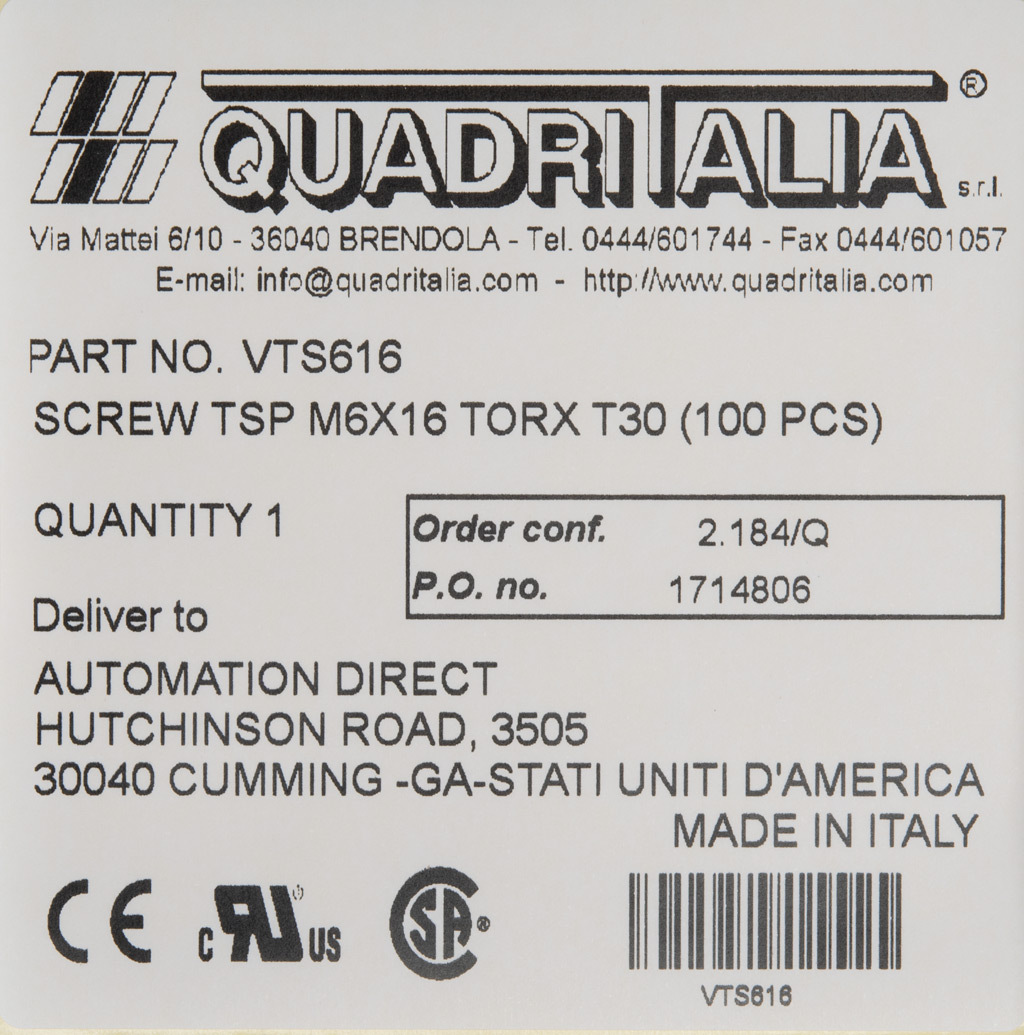 QUADRITALIA® s.r.l.
Via Mattei 6/10 - 36040 BRENDOLA - Tel. 0444/601744 - Fax 0444/601057
E-mail: info@quadritalia.com - http://www.quadritalia.com
PART NO. VTS616
SCREW TSP M6X16 TORX T30 (100 PCS)
QUANTITY 1
Order conf. 2.184/Q
P.O. no. 1714806
Deliver to
AUTOMATION DIRECT
HUTCHINSON ROAD, 3505
30040 CUMMING -GA-STATI UNITI D'AMERICA
MADE IN ITALY
CE c RU US SA®
VTS616